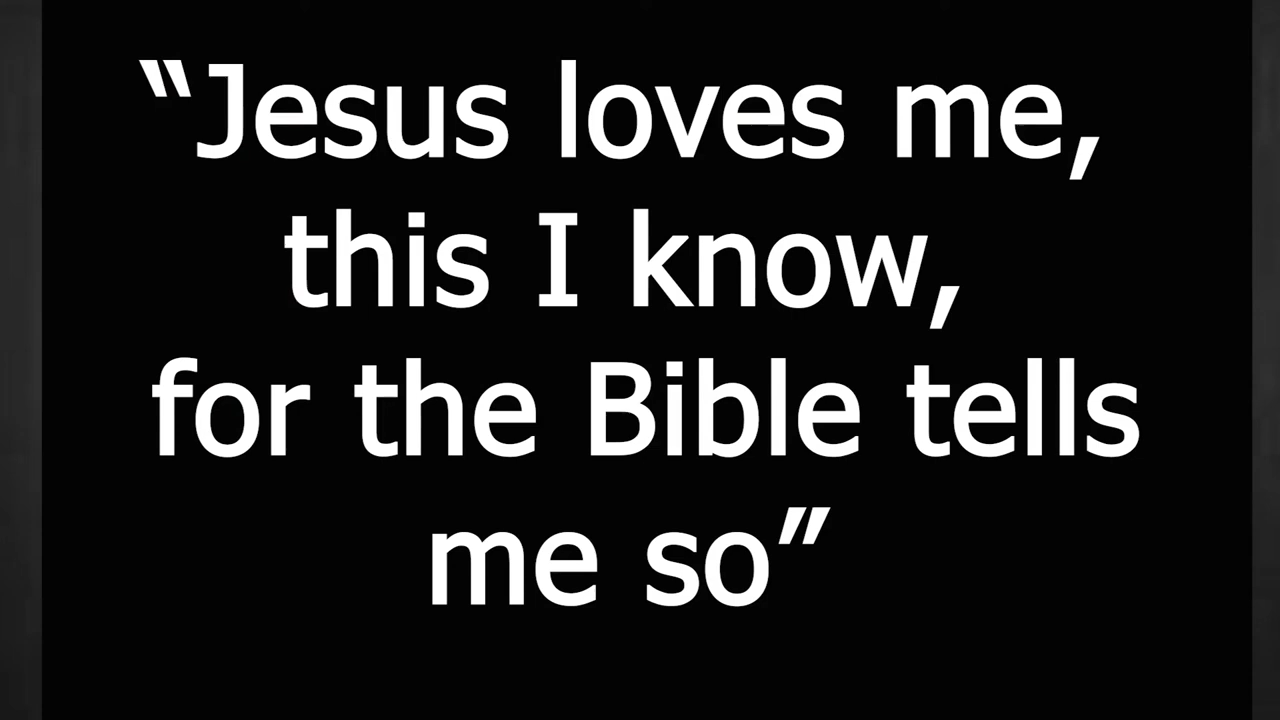 “Jesus loves me,
this I know,
for the Bible tells
me so”